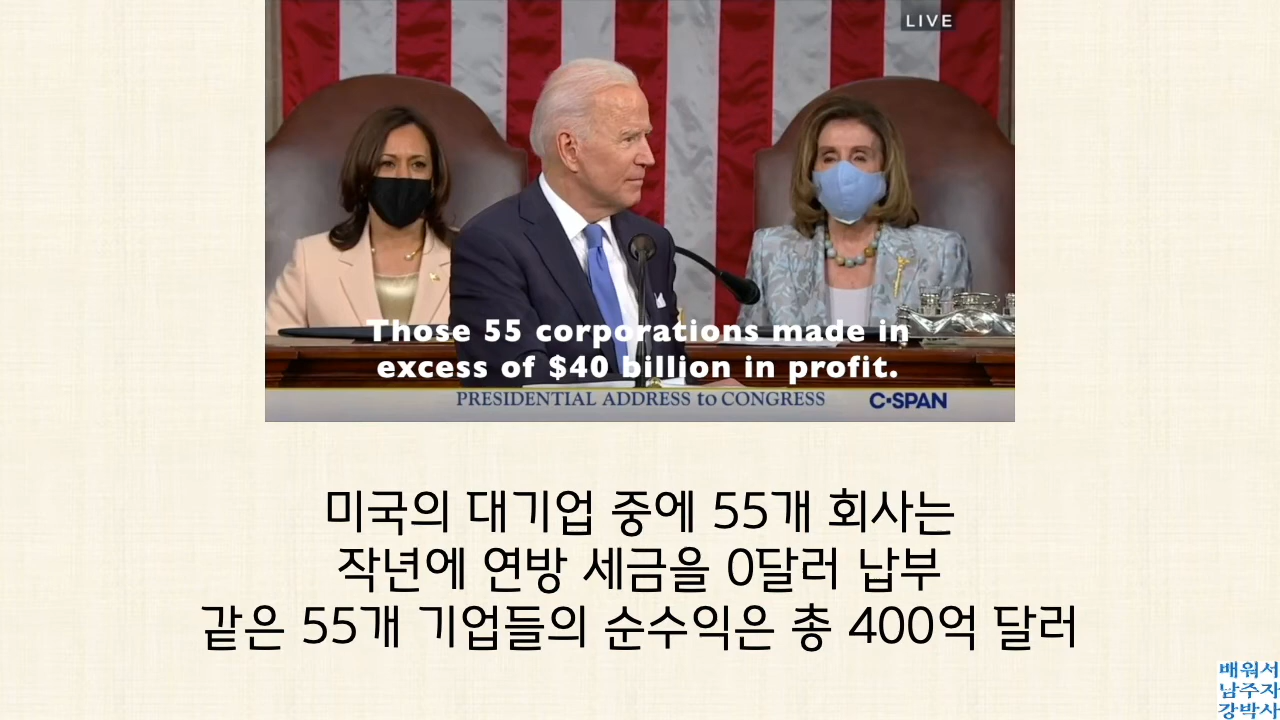 LIVE
Those 55 corporations made in
excess of $40 billion in profit.
PRESIDENTIAL ADDRESS to CONGRESS
C-SPAN
미국의 대기업 중에 55개 회사는
작년에 연방 세금을 0달러 납부
같은 55개 기업들의 순수익은 총 400억 달러
배워서
남주자
강박사